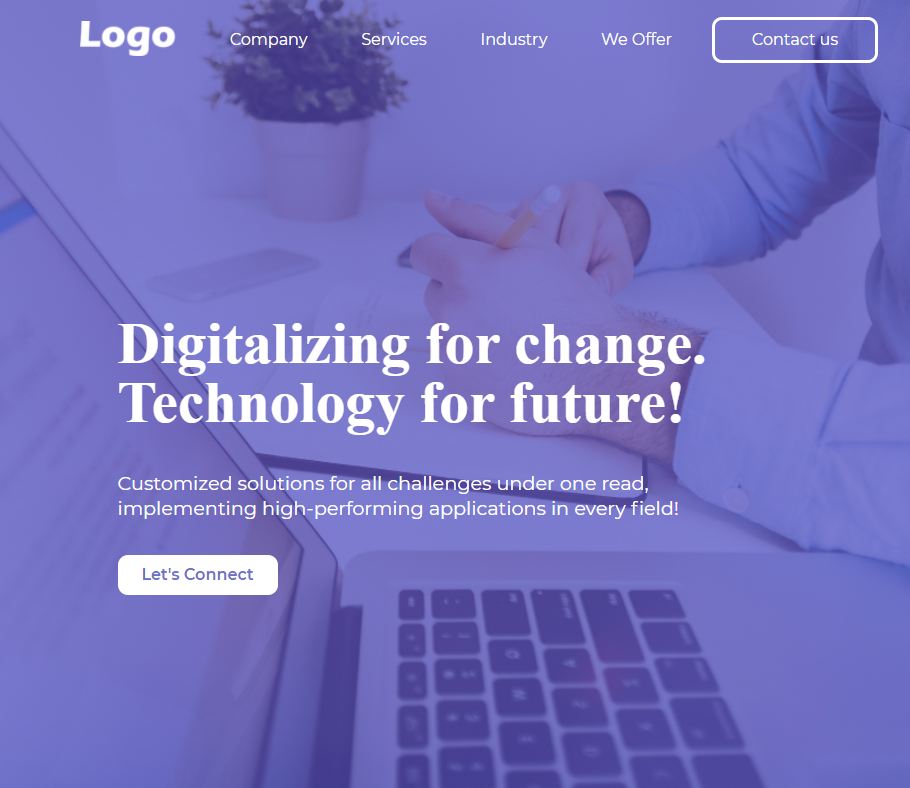 Logo
Company Services Industry We Offer Contact us
Digitalizing for change.
Technology for future!
Customized solutions for all challenges under one read,
implementing high-performing applications in every field!
Let's Connect